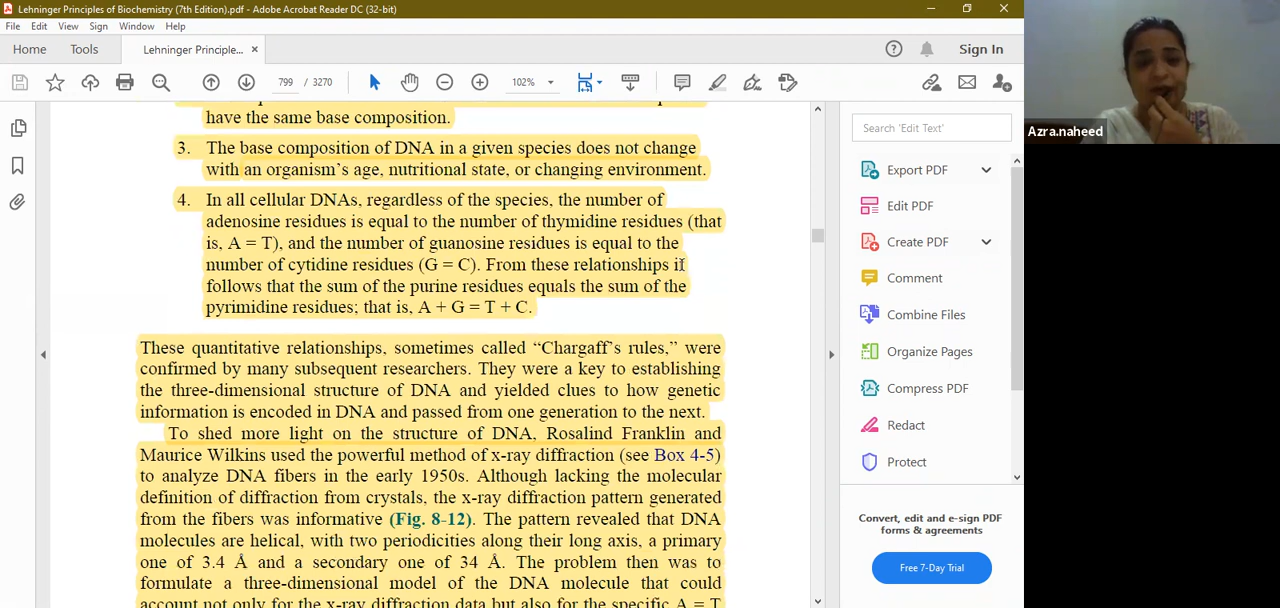 Lehninger Principles of Biochemistry (7th Edition).pdf - Adobe Acrobat Reader DC (32-bit)
File Edit View Sign Window Help
Home Tools Lehninger Principle... × Sign In
799 / 3270 102%
have the same base composition.
3. The base composition of DNA in a given species does not change
with an organism's age, nutritional state, or changing environment.
4. In all cellular DNAs, regardless of the species, the number of
adenosine residues is equal to the number of thymidine residues (that
is, A = T), and the number of guanosine residues is equal to the
number of cytidine residues (G = C). From these relationships it
follows that the sum of the purine residues equals the sum of the
pyrimidine residues; that is, A + G = T + C.
These quantitative relationships, sometimes called “Chargaff's rules,” were
confirmed by many subsequent researchers. They were a key to establishing
the three-dimensional structure of DNA and yielded clues to how genetic
information is encoded in DNA and passed from one generation to the next.
To shed more light on the structure of DNA, Rosalind Franklin and
Maurice Wilkins used the powerful method of x-ray diffraction (see Box 4-5)
to analyze DNA fibers in the early 1950s. Although lacking the molecular
definition of diffraction from crystals, the x-ray diffraction pattern generated
from the fibers was informative (Fig. 8-12). The pattern revealed that DNA
molecules are helical, with two periodicities along their long axis, a primary
one of 3.4 Å and a secondary one of 34 Å. The problem then was to
formulate a three-dimensional model of the DNA molecule that could
account not only for the x-ray diffraction data but also for the specific A = T
Search 'Edit Text'
Export PDF
Edit PDF
Create PDF
Comment
Combine Files
Organize Pages
Compress PDF
Redact
Protect
Convert, edit and e-sign PDF
forms & agreements
Free 7-Day Trial
Azra.naheed